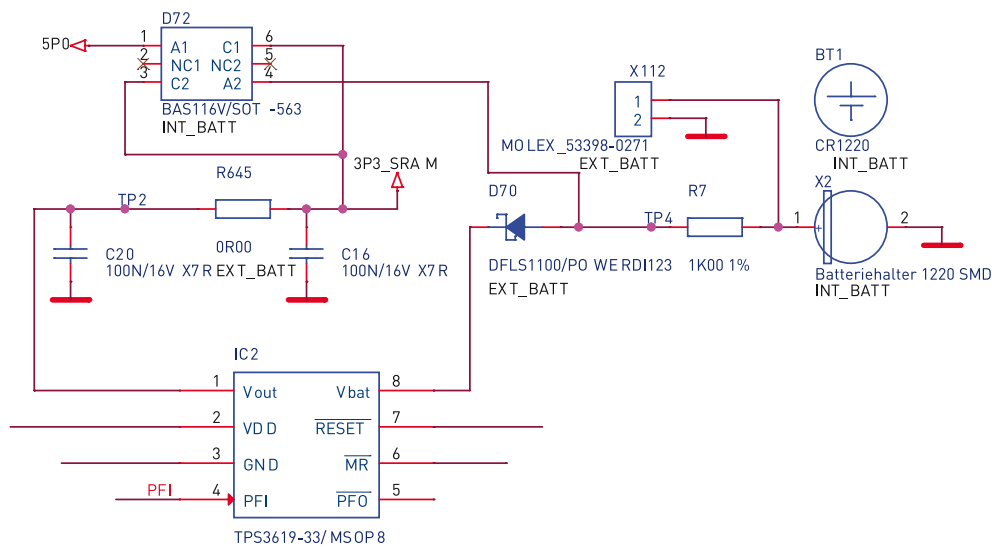 D72
5P0
1 A1 C1 6
2 NC1 NC2 5
3 C2 A2 4
BAS116V/SOT -563
INT_BATT
X112
1
2
MOLEX_53398-0271
EXT_BATT
BT1
CR1220
INT_BATT
R645
3P3_SRA M
TP2
0R00
EXT_BATT
C20
100N/16V X7R
C16
100N/16V X7R
D70
DFLS1100/PO WERDI123
EXT_BATT
TP4
R7
1K00 1%
X2
1
+
2
Batteriehalter 1220 SMD
INT_BATT
IC2
1 Vout Vbat 8
2 VDD RESET 7
3 GND MR 6
PFI 4 PFI PFO 5
TPS3619-33/MSOP8